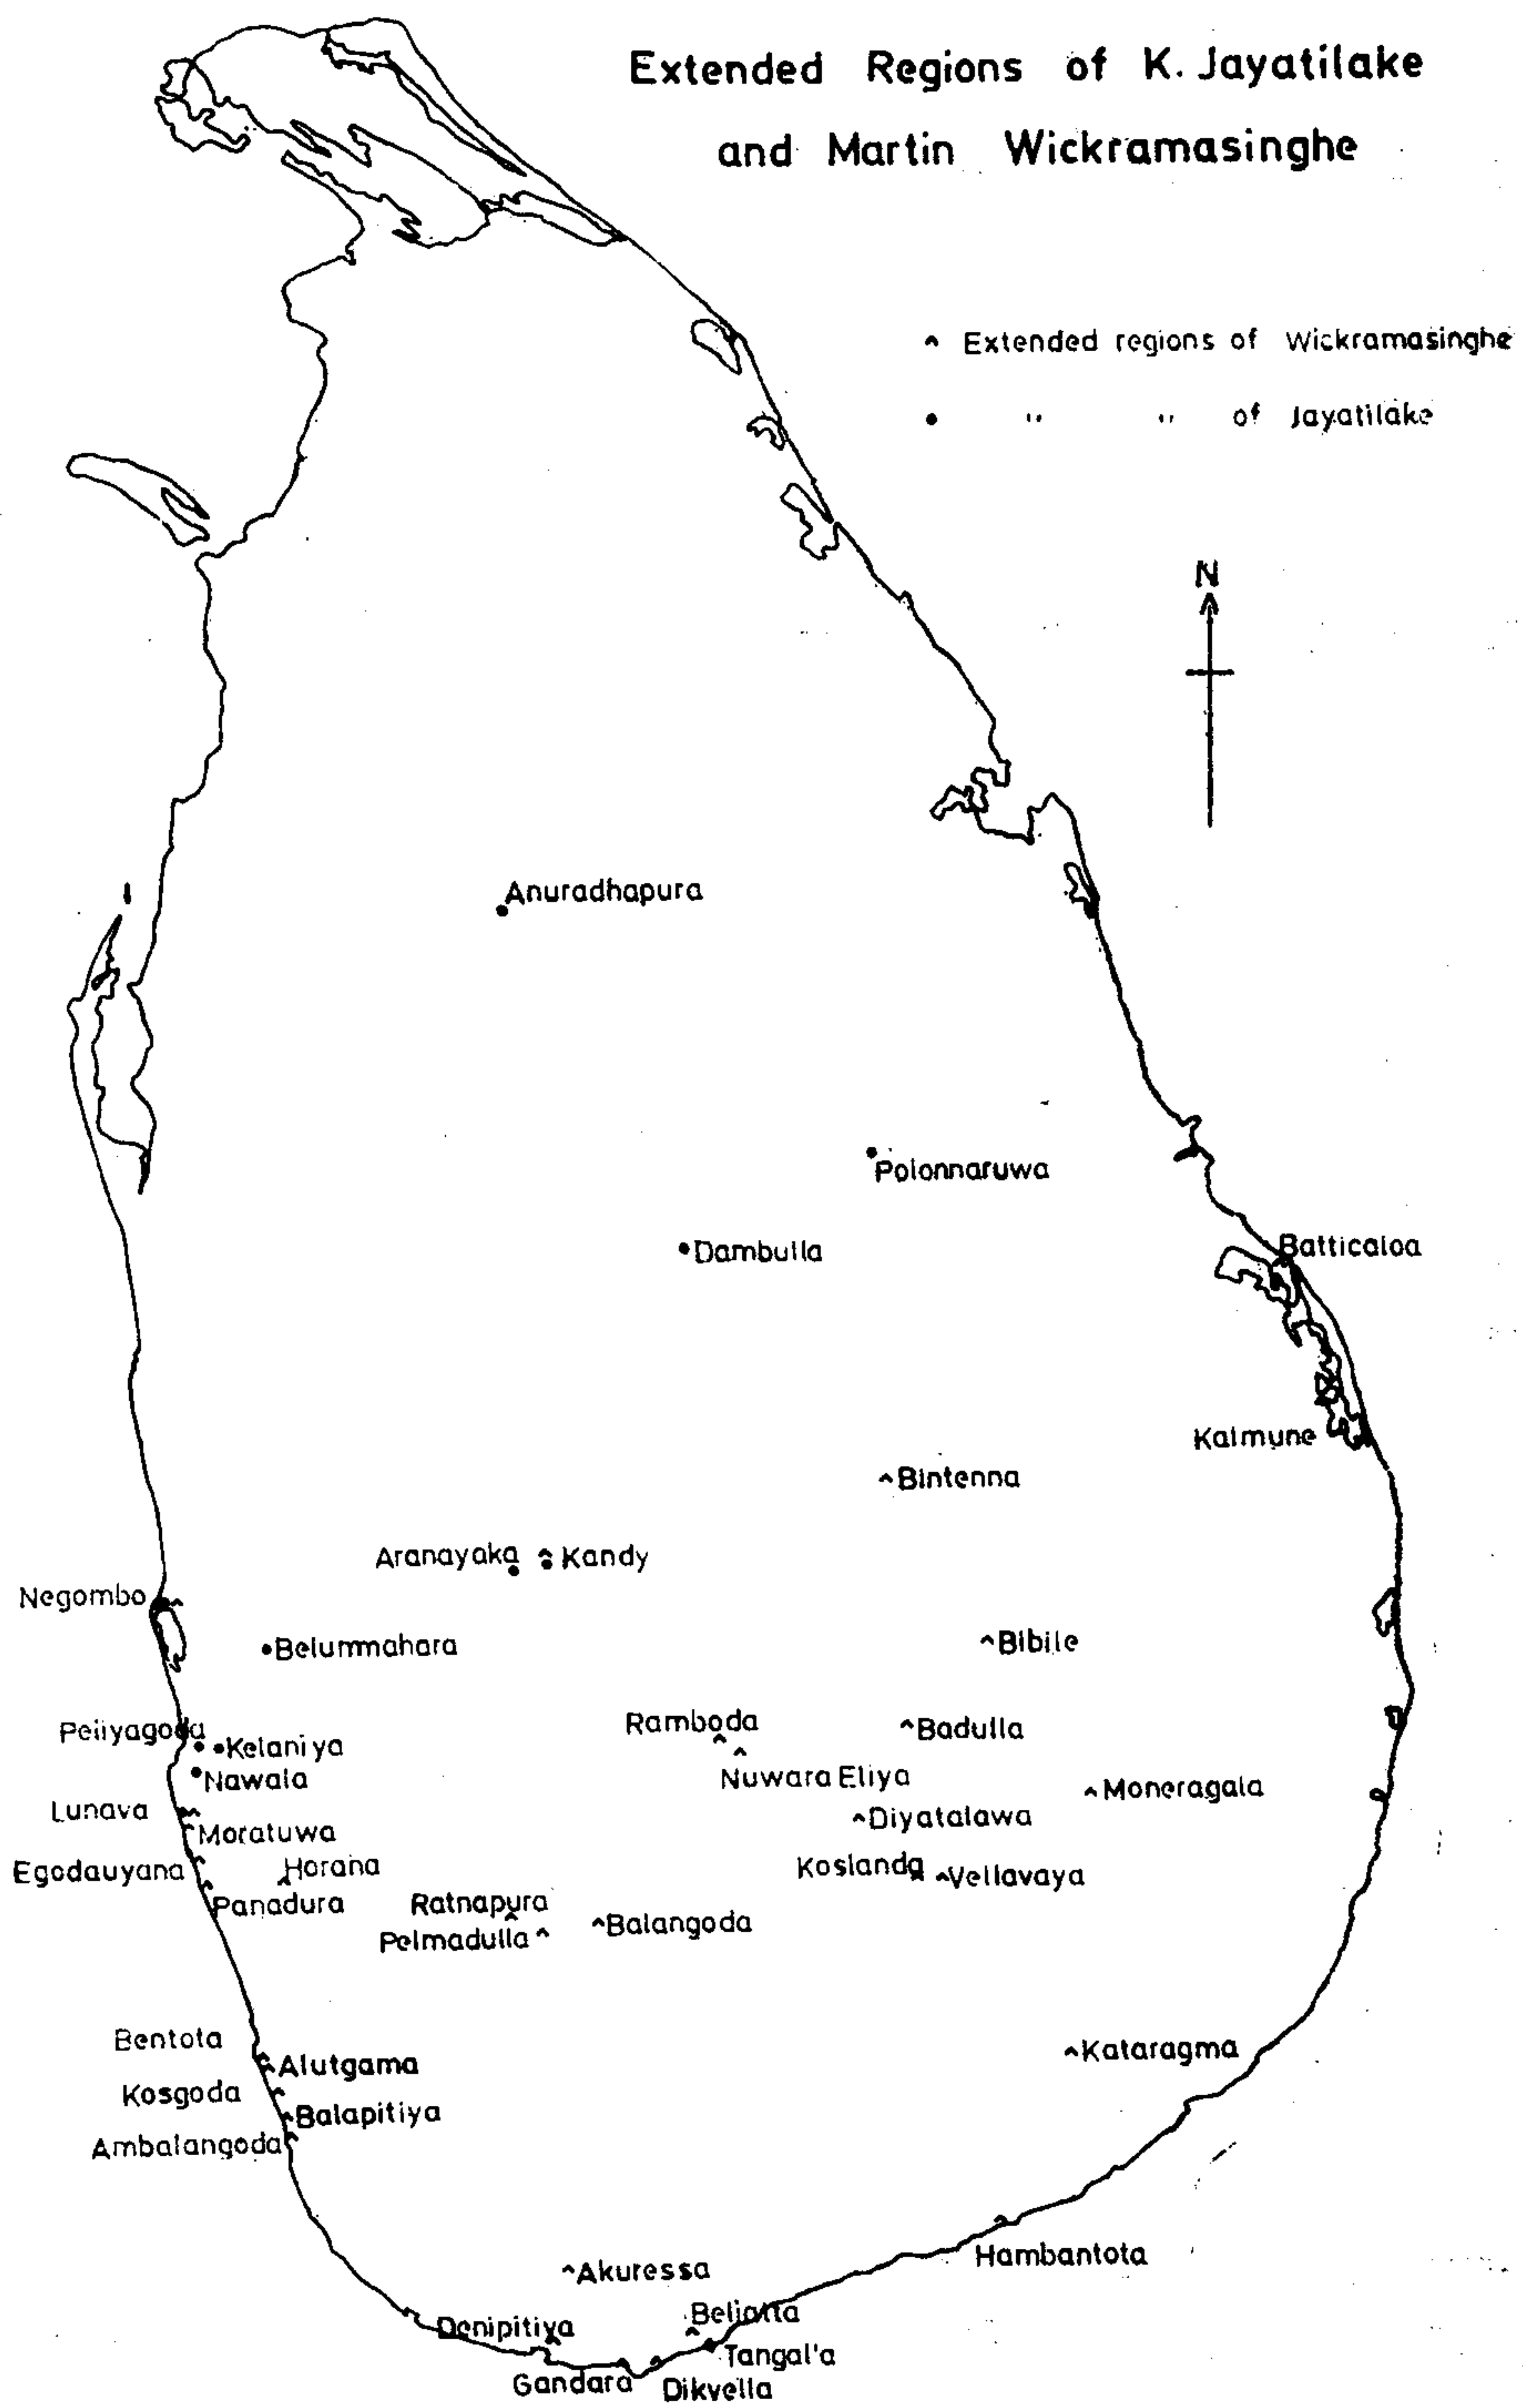 Extended Regions of K. Jayatilake
and Martin Wickramasinghe
^ Extended regions of Wickramasinghe
• " " of Jayatilake
N
Anuradhapura
Polonnaruwa
Dambulla
Batticaloa
Kalmune
Bintenna
Aranayaka
Kandy
Negombo
Belummahara
Bibile
Peliyagoda
Kelaniya
Ramboda
Badulla
Nawala
Nuwara Eliya
Moneragala
Lunava
Moratuwa
Diyatalawa
Egodauyana
Horana
Koslanda
Vellavaya
Panadura
Ratnapura
Balangoda
Pelmadulla
Bentota
Alutgama
Kataragma
Kosgoda
Balapitiya
Ambalangoda
Hambantota
Akuressa
Beliatta
Denipitiya
Tangal'a
Gandara
Dikvella